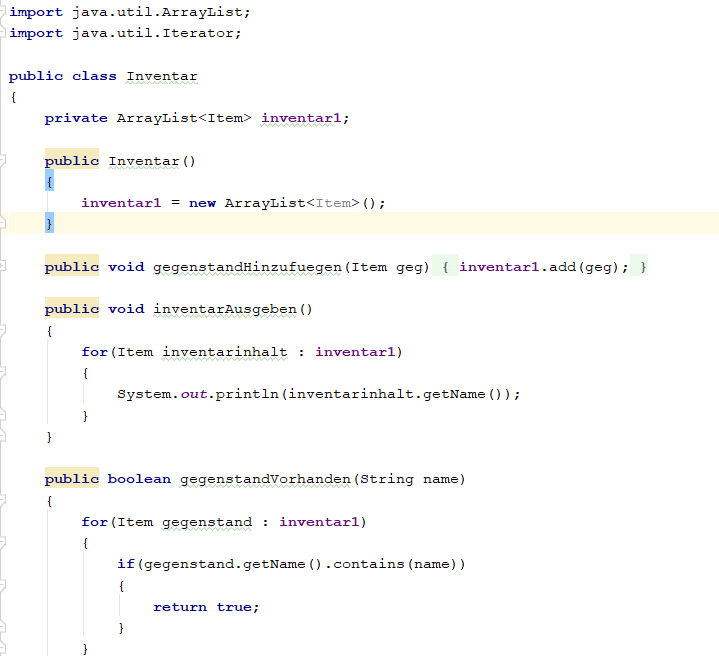 import java.util.ArrayList;
import java.util.Iterator;
public class Inventar
{
private ArrayList<Item> inventar1;
public Inventar()
{
inventar1 = new ArrayList<Item>();
}
public void gegenstandHinzufuegen(Item geg) { inventar1.add(geg); }
public void inventarAusgeben()
{
for(Item inventarinhalt : inventar1)
{
System.out.println(inventarinhalt.getName());
}
}
public boolean gegenstandVorhanden(String name)
{
for(Item gegenstand : inventar1)
{
if(gegenstand.getName().contains(name))
{
return true;
}
}